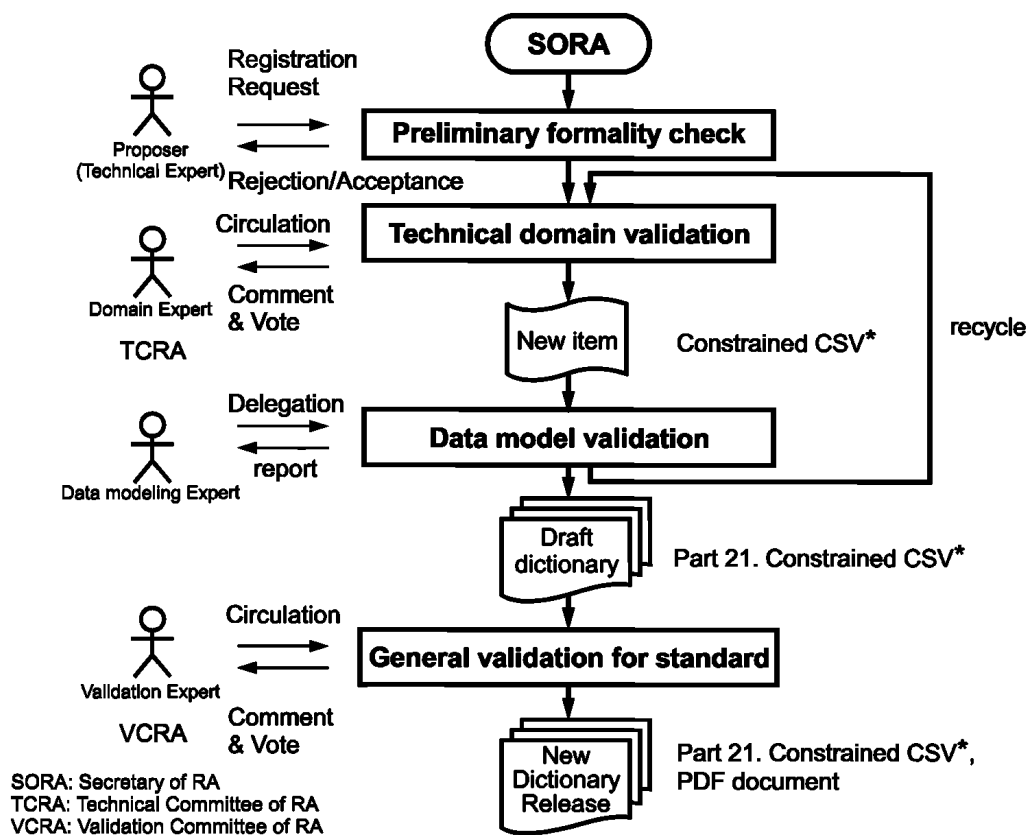 SORA
Registration
Request
Preliminary formality check
Proposer
(Technical Expert)
Rejection/Acceptance
Circulation
Technical domain validation
Domain Expert
Comment
& Vote
TCRA
New item
Constrained CSV*
recycle
Delegation
Data model validation
report
Data modeling Expert
Draft
dictionary
Part 21. Constrained CSV*
Circulation
General validation for standard
Validation Expert
VCRA
Comment
& Vote
New
Dictionary
Release
Part 21. Constrained CSV*,
PDF document
SORA: Secretary of RA
TCRA: Technical Committee of RA
VCRA: Validation Committee of RA